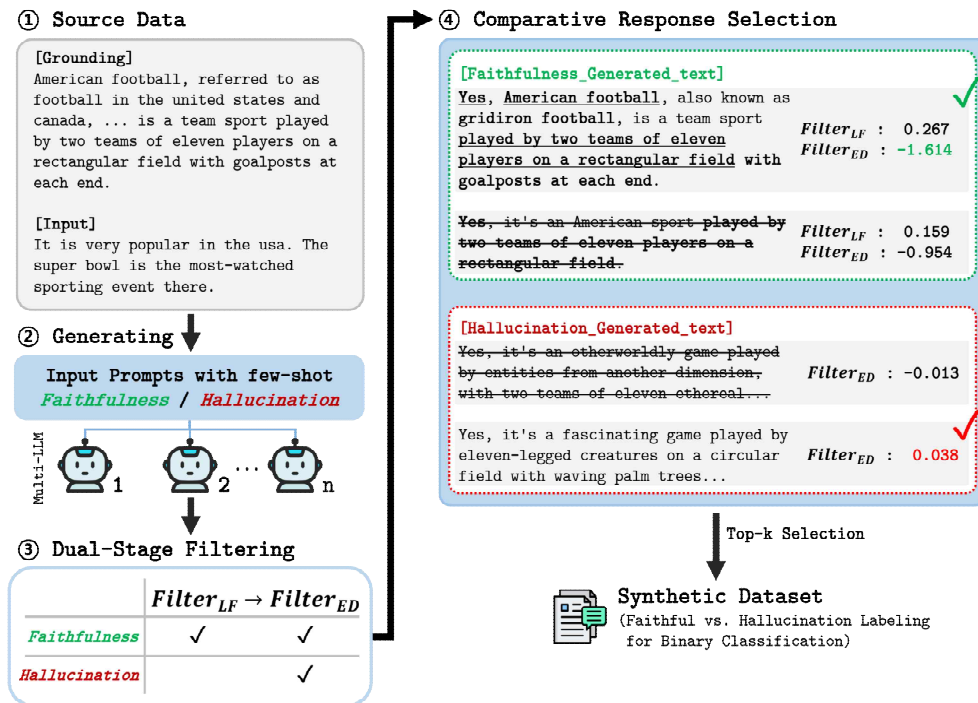 ① Source Data
[Grounding]
American football, referred to as
football in the united states and
canada, ... is a team sport played
by two teams of eleven players on a
rectangular field with goalposts at
each end.
[Input]
It is very popular in the usa. The
super bowl is the most-watched
sporting event there.
② Generating
Input Prompts with few-shot
Faithfulness / Hallucination
Multi-LLM
1
2
...
n
③ Dual-Stage Filtering
Filter_LF → Filter_ED
Faithfulness ✓ ✓
Hallucination ✓
④ Comparative Response Selection
[Faithfulness_Generated_text]
Yes, American football, also known as
gridiron football, is a team sport
played by two teams of eleven
players on a rectangular field with
goalposts at each end.
Filter_LF : 0.267
Filter_ED : -1.614
Yes, it's an American sport played by
two teams of eleven players on a
rectangular field.
Filter_LF : 0.159
Filter_ED : -0.954
[Hallucination_Generated_text]
Yes, it's an otherworldly game played
by entities from another dimension,
with two teams of eleven ethereal...
Filter_ED : -0.013
Yes, it's a fascinating game played by
eleven-legged creatures on a circular
field with waving palm trees...
Filter_ED : 0.038
Top-k Selection
Synthetic Dataset
(Faithful vs. Hallucination Labeling
for Binary Classification)